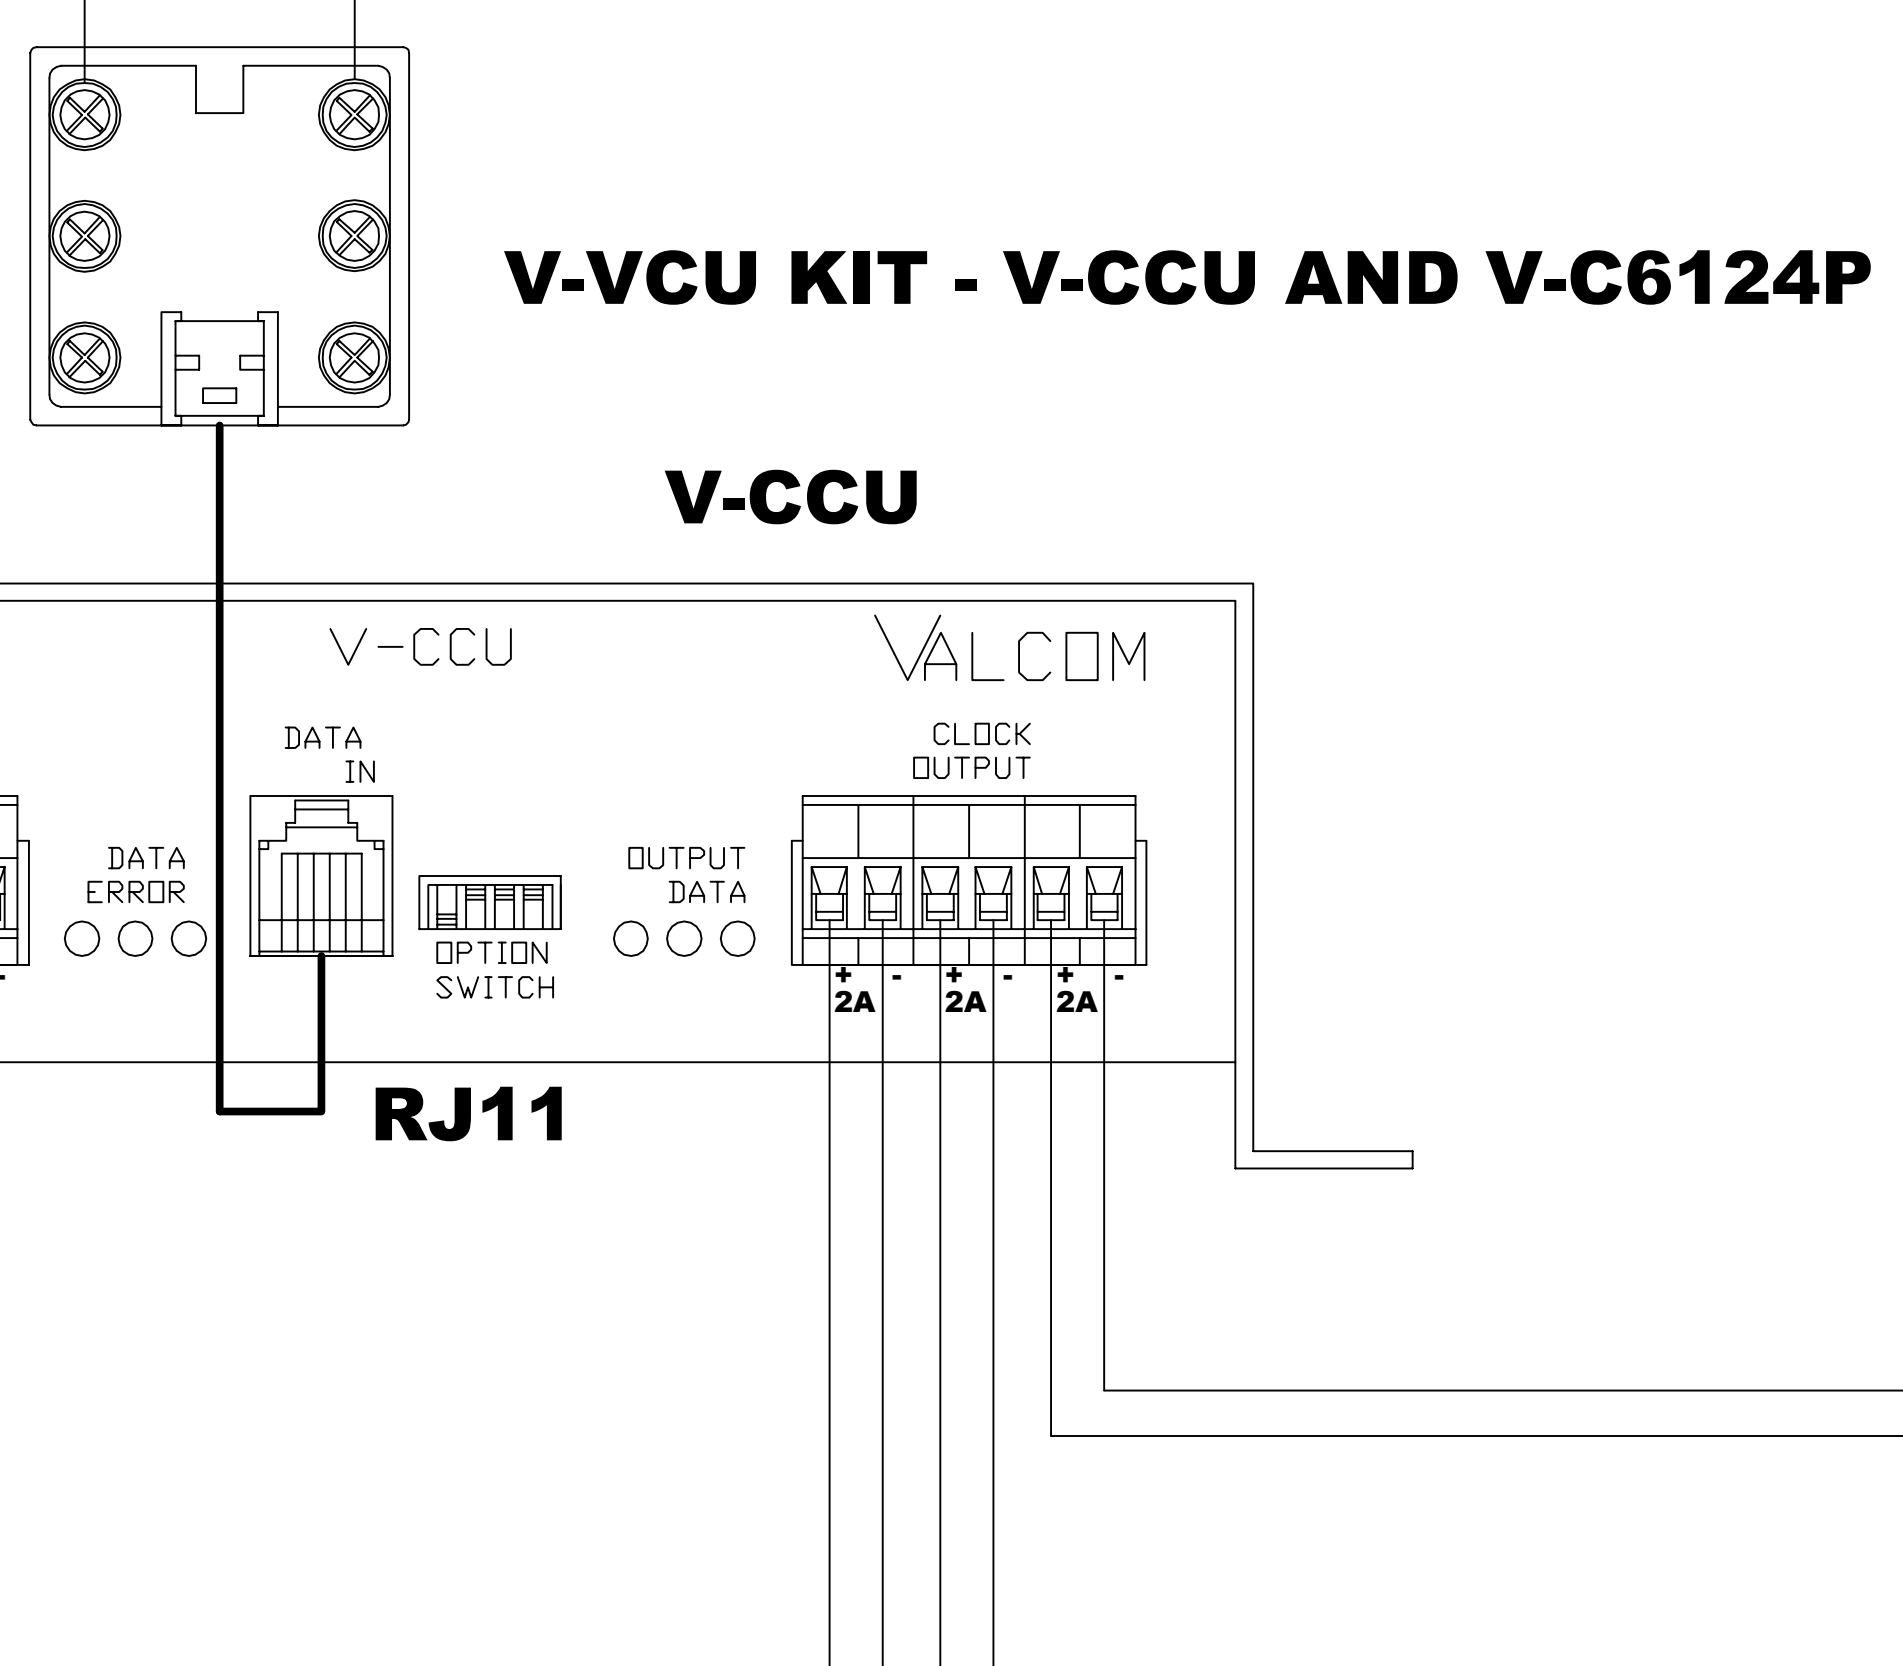 V-VCU KIT - V-CCU AND V-C6124P
V-CCU
V-CCU
VALCOM
DATA
IN
CLOCK
OUTPUT
DATA
ERROR
OUTPUT
DATA
OPTION
SWITCH
-
+ - + - + -
2A 2A 2A
RJ11